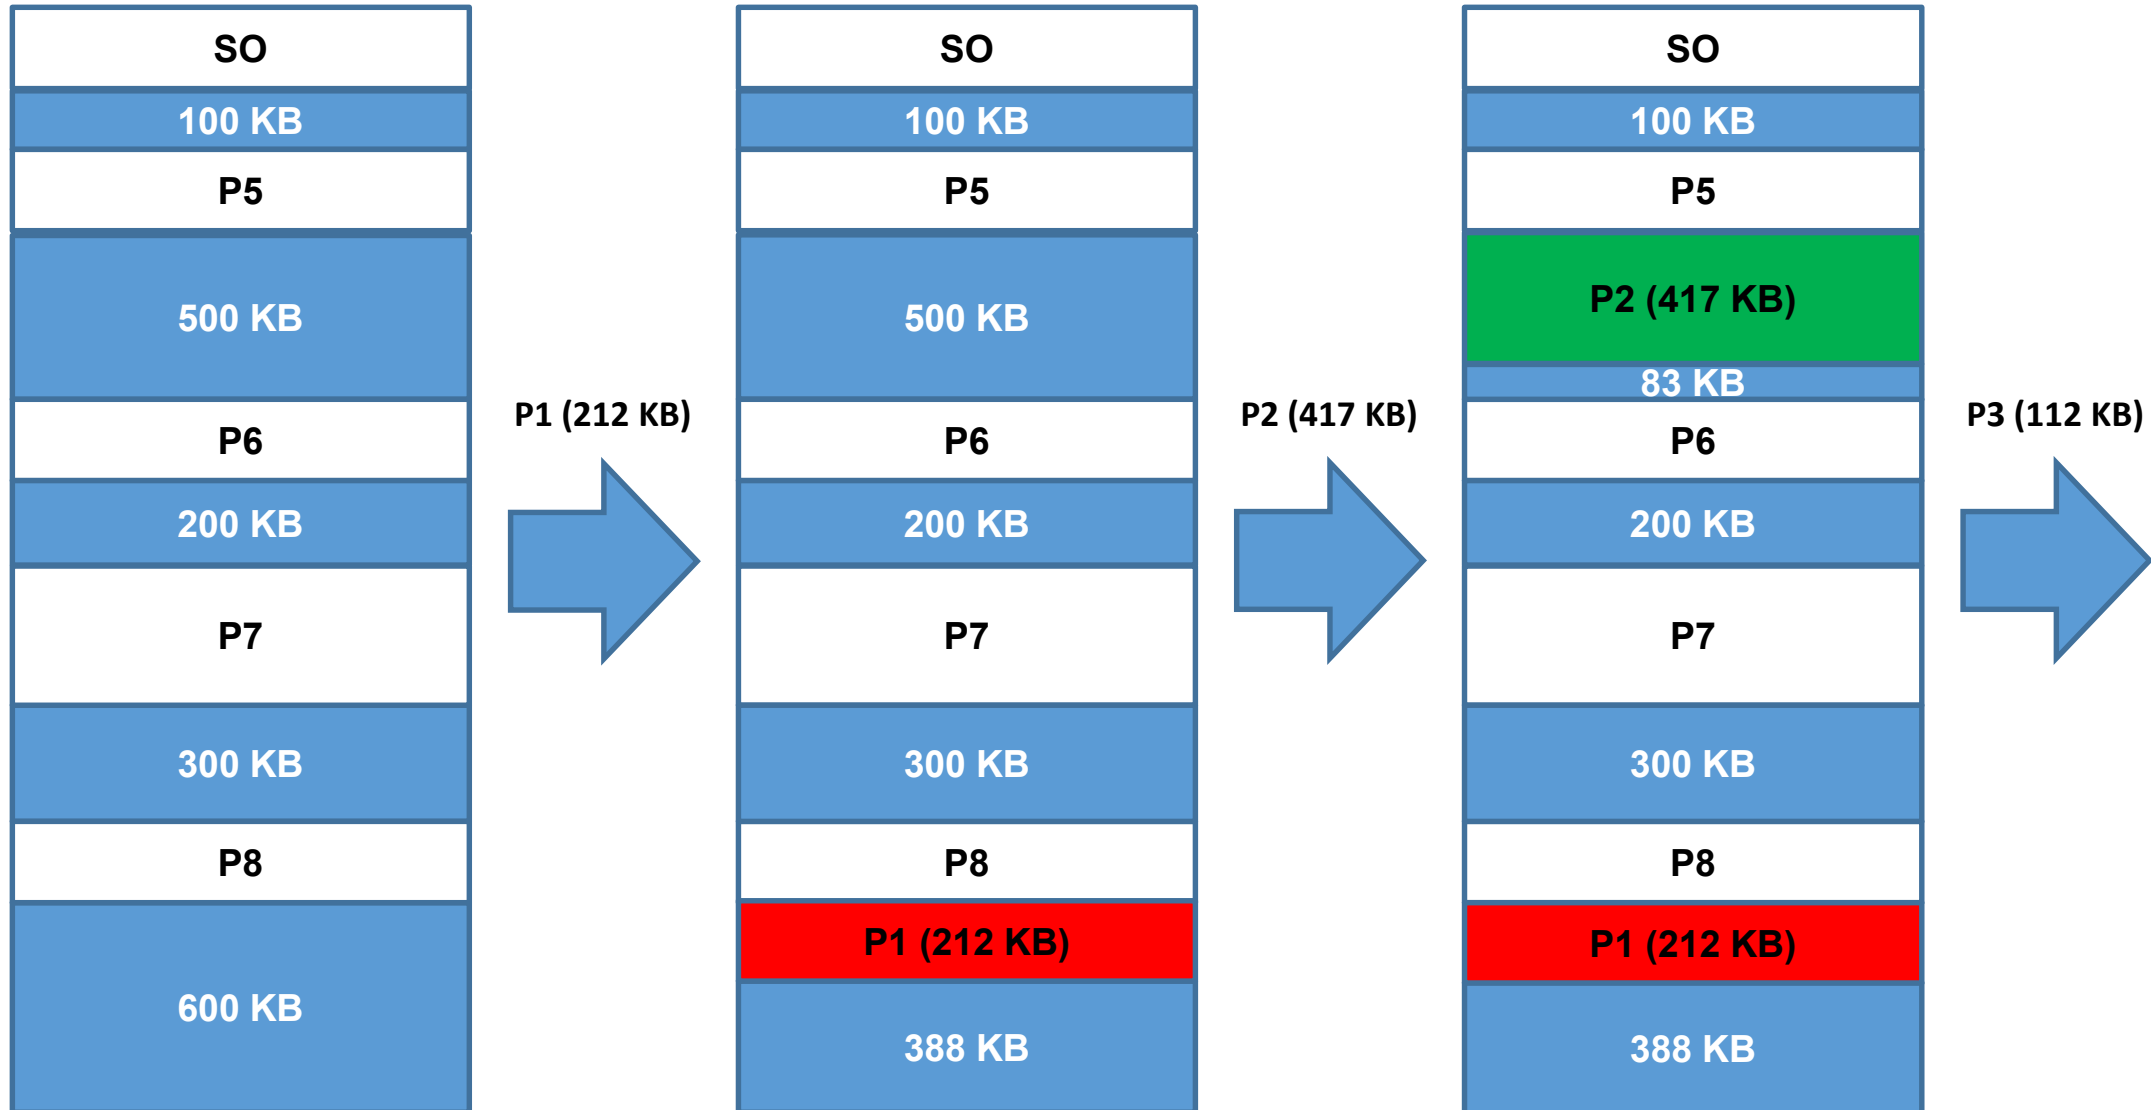 SO
100 KB
P5
500 KB
P6
200 KB
P7
300 KB
P8
600 KB
P1 (212 KB)
SO
100 KB
P5
500 KB
P6
200 KB
P7
300 KB
P8
P1 (212 KB)
388 KB
P2 (417 KB)
SO
100 KB
P5
P2 (417 KB)
83 KB
P6
200 KB
P7
300 KB
P8
P1 (212 KB)
388 KB
P3 (112 KB)